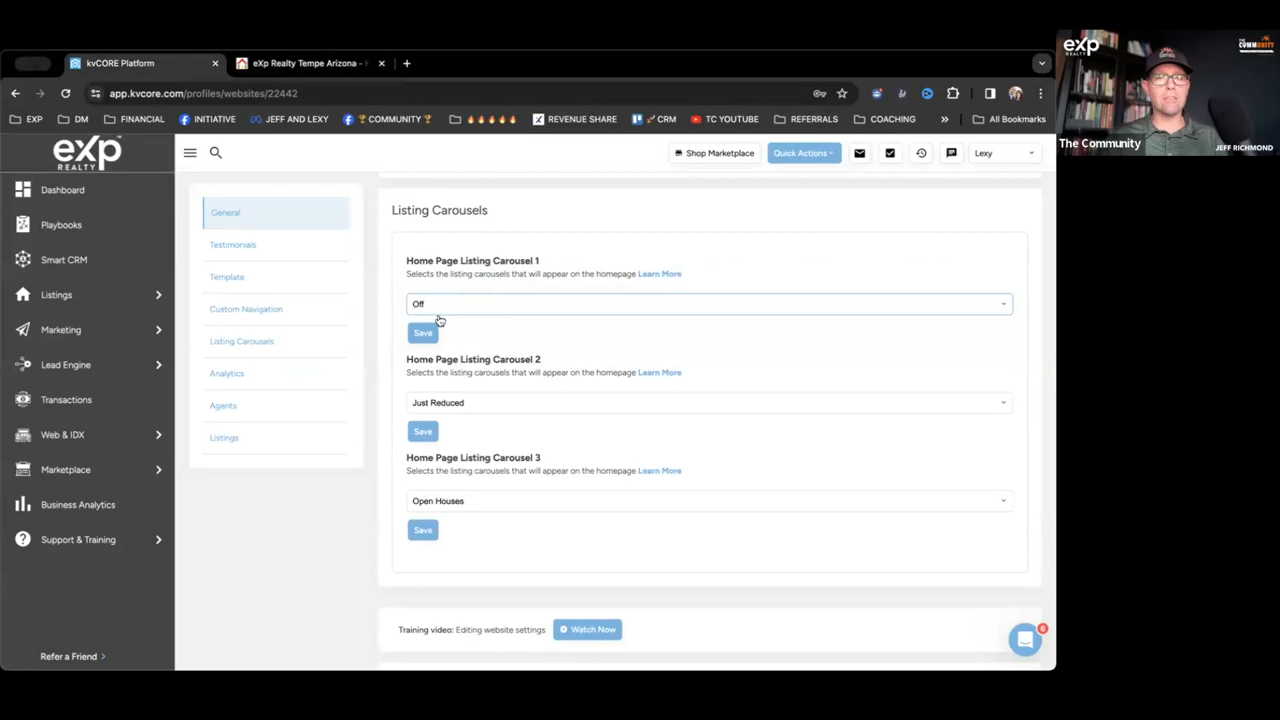 kvCORE Platform
eXp Realty Tempe Arizona -
app.kvcore.com/profiles/websites/22442
EXP
DM
FINANCIAL
INITIATIVE
JEFF AND LEXY
COMMUNITY
REVENUE SHARE
CRM
TC YOUTUBE
REFERRALS
COACHING
»
All Bookmarks
eXp
REALTY
THE
COMMUNITY
The Community
JEFF RICHMOND
eXp
REALTY
Shop Marketplace
Quick Actions
Lexy
Dashboard
Playbooks
Smart CRM
Listings
Marketing
Lead Engine
Transactions
Web & IDX
Marketplace
Business Analytics
Support & Training
Refer a Friend
General
Testimonials
Template
Custom Navigation
Listing Carousels
Analytics
Agents
Listings
Listing Carousels
Home Page Listing Carousel 1
Selects the listing carousels that will appear on the homepage Learn More
Off
Save
Home Page Listing Carousel 2
Selects the listing carousels that will appear on the homepage Learn More
Just Reduced
Save
Home Page Listing Carousel 3
Selects the listing carousels that will appear on the homepage Learn More
Open Houses
Save
Training video: Editing website settings
Watch Now
6